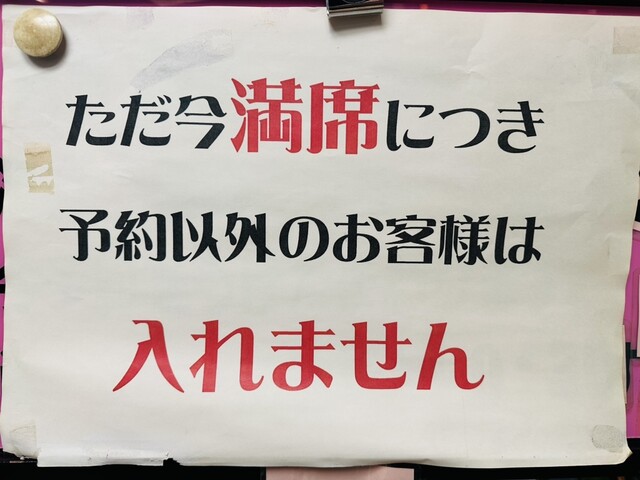 ただ今満席につき
予約以外のお客様は
入れません